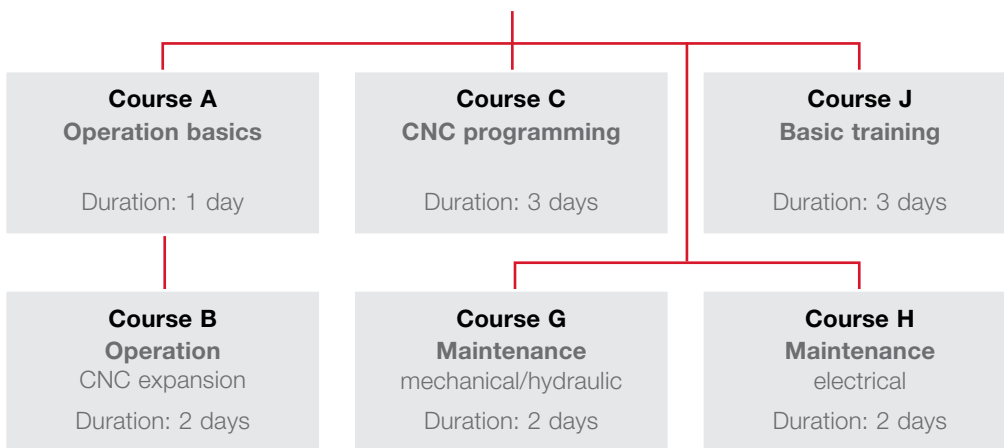 Course A
Operation basics
Duration: 1 day
Course C
CNC programming
Duration: 3 days
Course J
Basic training
Duration: 3 days
Course B
Operation
CNC expansion
Duration: 2 days
Course G
Maintenance
mechanical/hydraulic
Duration: 2 days
Course H
Maintenance
electrical
Duration: 2 days